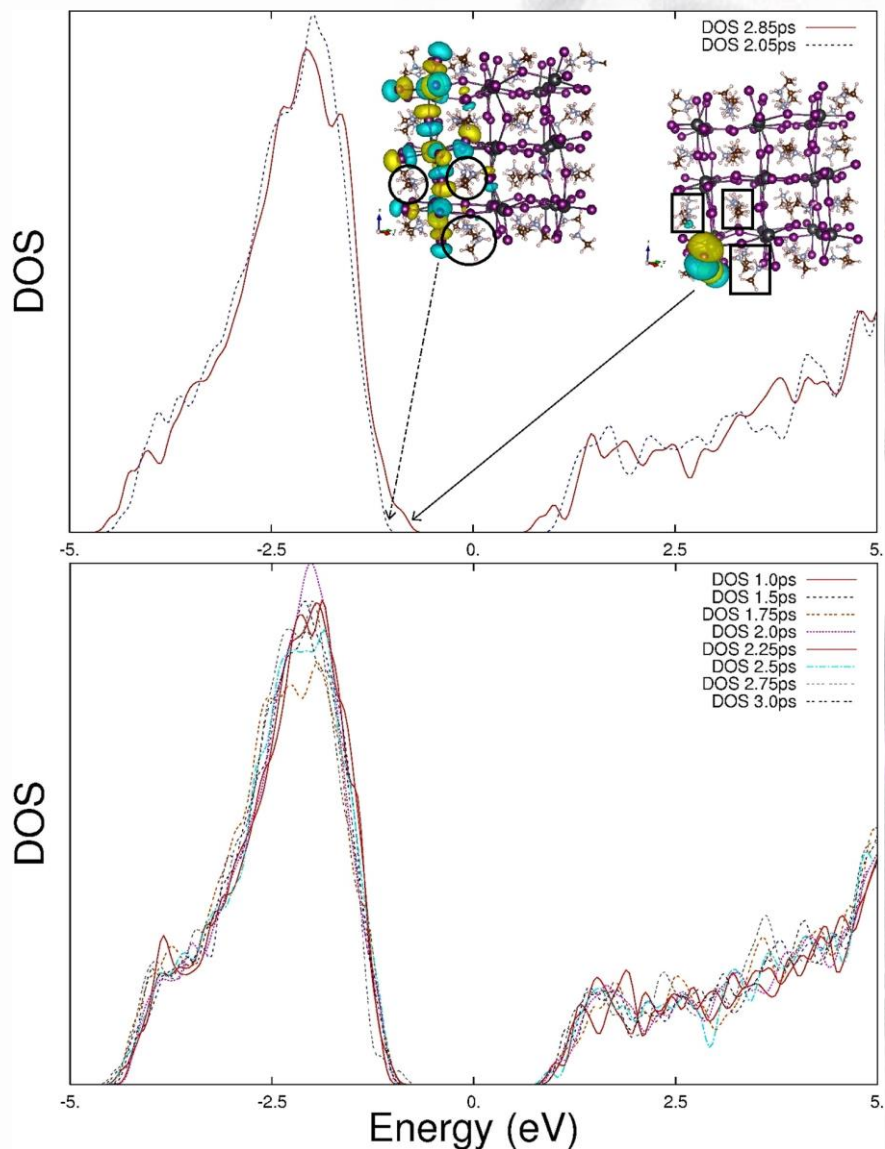 DOS 2.85ps
DOS 2.05ps
DOS
-5.
-2.5
0.
2.5
5.
DOS 1.0ps
DOS 1.5ps
DOS 1.75ps
DOS 2.0ps
DOS 2.25ps
DOS 2.5ps
DOS 2.75ps
DOS 3.0ps
DOS
-5.
-2.5
0.
2.5
5.
Energy (eV)